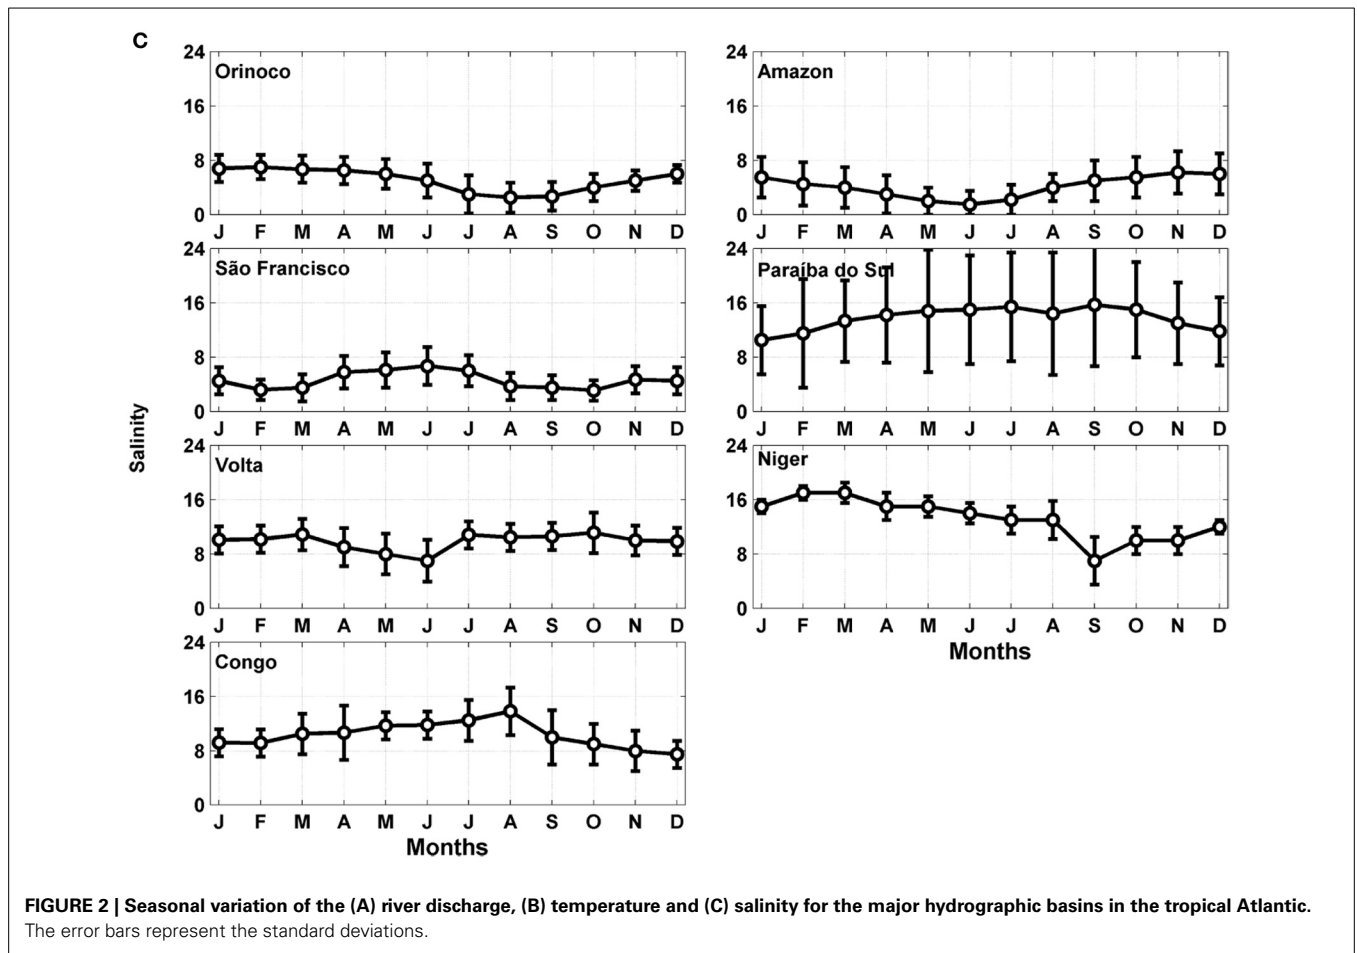 C
24
16
8
0
Orinoco
J F M A M J J A S O N D
24
16
8
0
Amazon
J F M A M J J A S O N D
24
16
8
0
São Francisco
J F M A M J J A S O N D
24
16
8
0
Paraíba do Sul
J F M A M J J A S O N D
Salinity
24
16
8
0
Volta
J F M A M J J A S O N D
24
16
8
0
Niger
J F M A M J J A S O N D
Months
24
16
8
0
Congo
J F M A M J J A S O N D
Months
FIGURE 2 | Seasonal variation of the (A) river discharge, (B) temperature and (C) salinity for the major hydrographic basins in the tropical Atlantic.
The error bars represent the standard deviations.